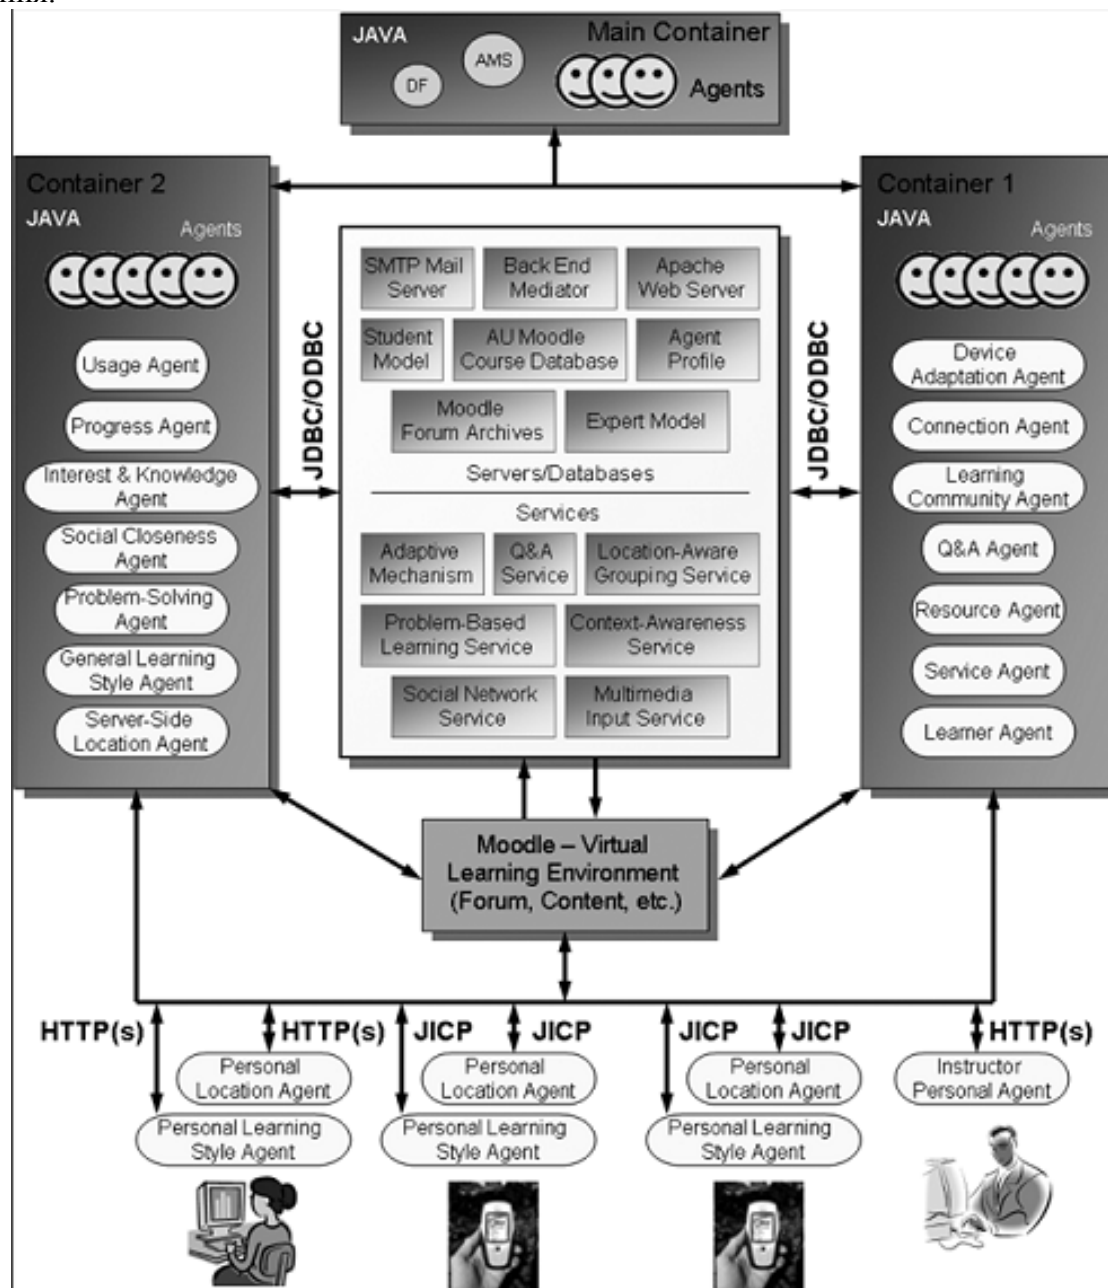 JAVA
Main Container
AMS
DF
Agents
Container 2
JAVA
Agents
Usage Agent
Progress Agent
Interest & Knowledge
Agent
Social Closeness
Agent
Problem-Solving
Agent
General Learning
Style Agent
Server-Side
Location Agent
JDBC/ODBC
SMTP Mail
Server
Back End
Mediator
Apache
Web Server
Student
Model
AU Moodle
Course Database
Agent
Profile
Moodle
Forum Archives
Expert Model
Servers/Databases
Services
Adaptive
Mechanism
Q&A
Service
Location-Aware
Grouping Service
Problem-Based
Learning Service
Context-Awareness
Service
Social Network
Service
Multimedia
Input Service
JDBC/ODBC
Container 1
JAVA
Agents
Device
Adaptation Agent
Connection Agent
Learning
Community Agent
Q&A Agent
Resource Agent
Service Agent
Learner Agent
Moodle – Virtual
Learning Environment
(Forum, Content, etc.)
HTTP(s)
HTTP(s)
JICP
JICP
JICP
JICP
HTTP(s)
Personal
Location Agent
Personal Learning
Style Agent
Personal
Location Agent
Personal Learning
Style Agent
Personal
Location Agent
Personal Learning
Style Agent
Instructor
Personal Agent